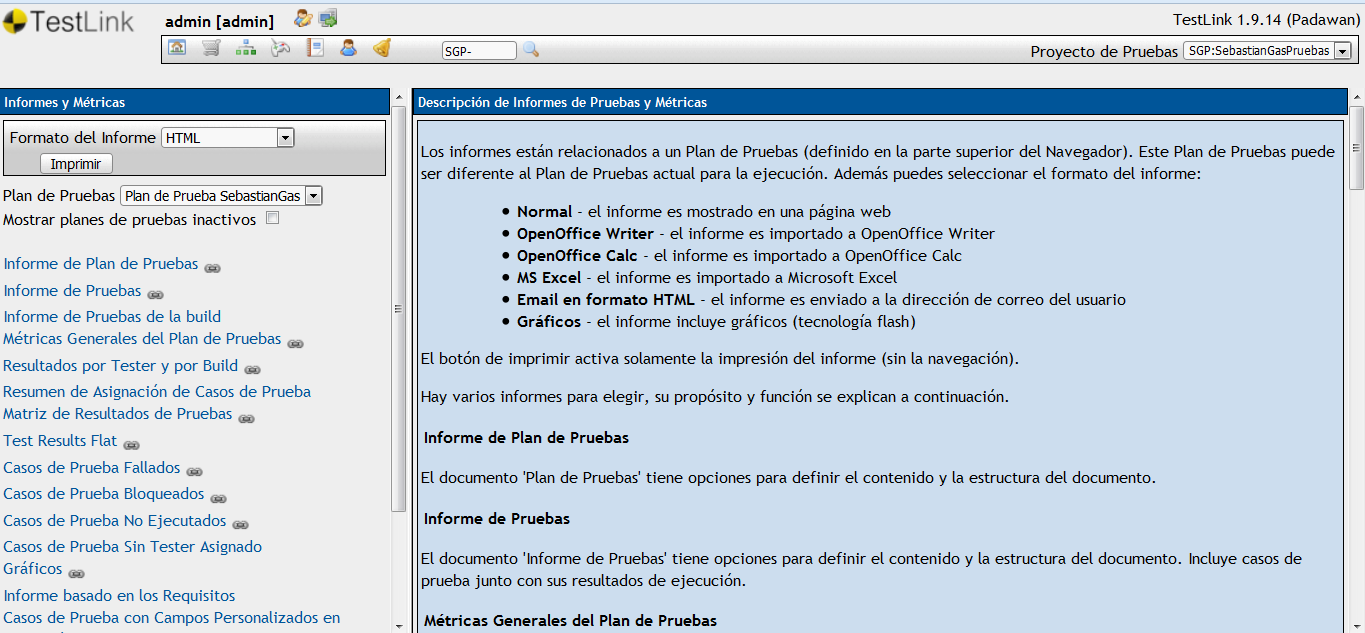 TestLink
admin [admin]
TestLink 1.9.14 (Padawan)
SGP-
Proyecto de Pruebas SGP:SebastianGasPruebas
Informes y Métricas
Formato del Informe HTML
Imprimir
Plan de Pruebas Plan de Prueba SebastianGas
Mostrar planes de pruebas inactivos
Informe de Plan de Pruebas
Informe de Pruebas
Informe de Pruebas de la build
Métricas Generales del Plan de Pruebas
Resultados por Tester y por Build
Resumen de Asignación de Casos de Prueba
Matriz de Resultados de Pruebas
Test Results Flat
Casos de Prueba Fallados
Casos de Prueba Bloqueados
Casos de Prueba No Ejecutados
Casos de Prueba Sin Tester Asignado
Gráficos
Informe basado en los Requisitos
Casos de Prueba con Campos Personalizados en
Descripción de Informes de Pruebas y Métricas
Los informes están relacionados a un Plan de Pruebas (definido en la parte superior del Navegador). Este Plan de Pruebas puede
ser diferente al Plan de Pruebas actual para la ejecución. Además puedes seleccionar el formato del informe:
• Normal - el informe es mostrado en una página web
• OpenOffice Writer - el informe es importado a OpenOffice Writer
• OpenOffice Calc - el informe es importado a OpenOffice Calc
• MS Excel - el informe es importado a Microsoft Excel
• Email en formato HTML - el informe es enviado a la dirección de correo del usuario
• Gráficos - el informe incluye gráficos (tecnología flash)
El botón de imprimir activa solamente la impresión del informe (sin la navegación).
Hay varios informes para elegir, su propósito y función se explican a continuación.
Informe de Plan de Pruebas
El documento 'Plan de Pruebas' tiene opciones para definir el contenido y la estructura del documento.
Informe de Pruebas
El documento 'Informe de Pruebas' tiene opciones para definir el contenido y la estructura del documento. Incluye casos de
prueba junto con sus resultados de ejecución.
Métricas Generales del Plan de Pruebas